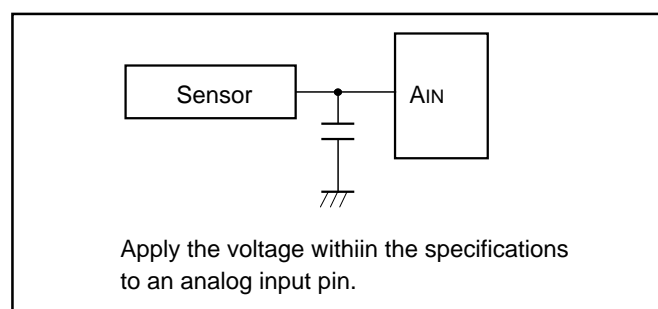 Sensor
AIN
Apply the voltage withiin the specifications
to an analog input pin.